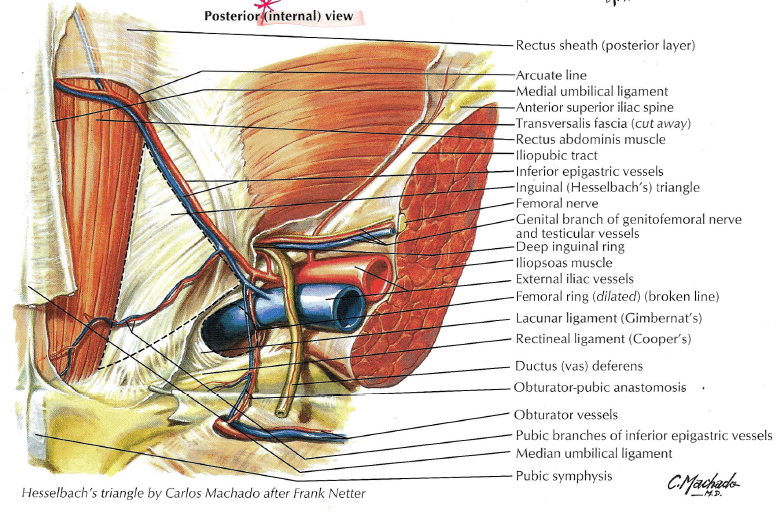 Posterior (internal) view
Rectus sheath (posterior layer)
Arcuate line
Medial umbilical ligament
Anterior superior iliac spine
Transversalis fascia (cut away)
Rectus abdominis muscle
Iliopubic tract
Inferior epigastric vessels
Inguinal (Hesselbach's) triangle
Femoral nerve
Genital branch of genitofemoral nerve
and testicular vessels
Deep inguinal ring
Iliopsoas muscle
External iliac vessels
Femoral ring (dilated) (broken line)
Lacunar ligament (Gimbernat's)
Rectineal ligament (Cooper's)
Ductus (vas) deferens
Obturator-pubic anastomosis
Obturator vessels
Pubic branches of inferior epigastric vessels
Median umbilical ligament
Pubic symphysis
C. Machado
M.D.
Hesselbach's triangle by Carlos Machado after Frank Netter